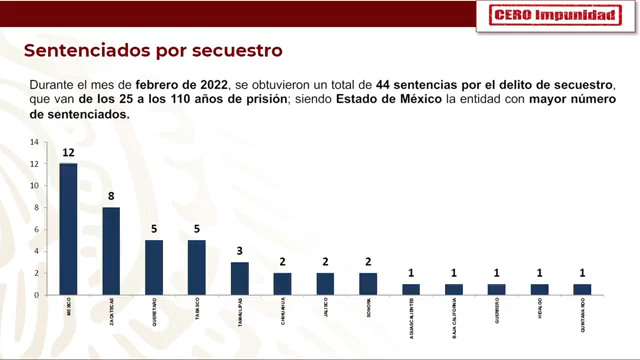 CERO Impunidad
Sentenciados por secuestro
Durante el mes de febrero de 2022, se obtuvieron un total de 44 sentencias por el delito de secuestro,
que van de los 25 a los 110 años de prisión; siendo Estado de México la entidad con mayor número
de sentenciados.
14
12
10
8
6
4
2
0
12
8
5
5
3
2
2
2
1
1
1
1
1
MEXICO
ZACATECAS
QUERETARO
TABASCO
TAMAULIPAS
CHIHUAHUA
JALISCO
SONORA
AGUASCALIENTES
BAJA CALIFORNIA
GUERRERO
HIDALGO
QUINTANA ROO